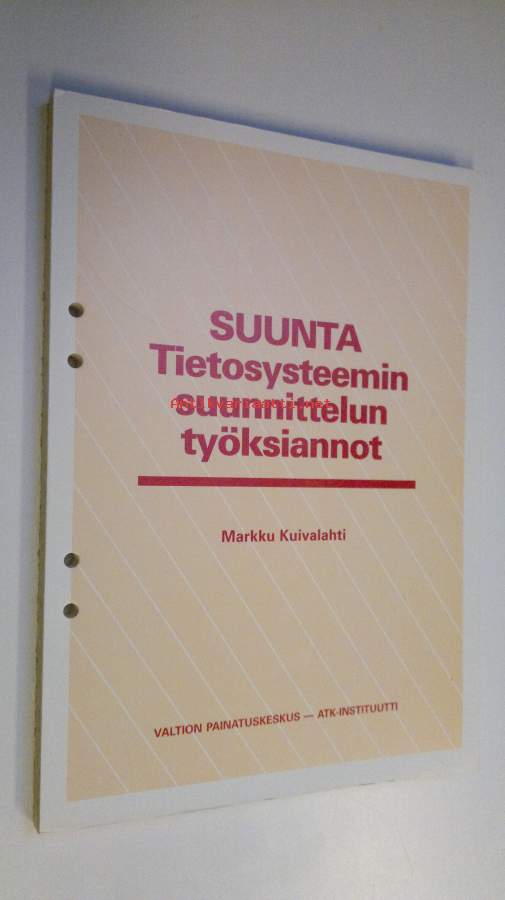 SUUNTA
Tietosysteemin
suunnittelun
työksiannot
Markku Kuivalahti
VALTION PAINATUSKESKUS — ATK-INSTITUUTTI